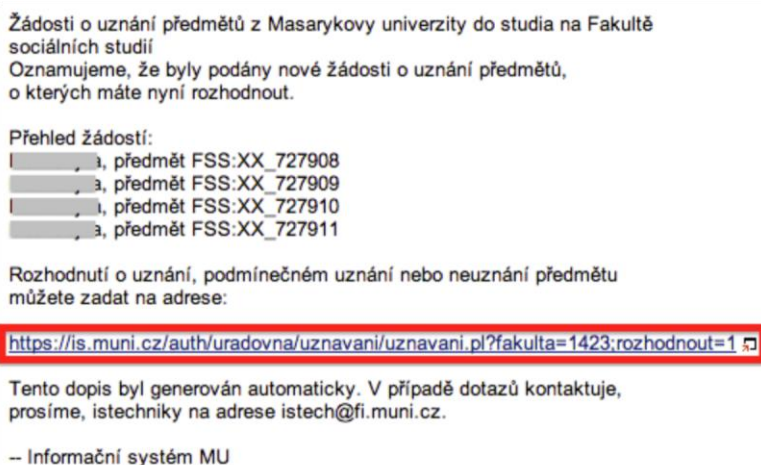 Žádosti o uznání předmětů z Masarykovy univerzity do studia na Fakultě
sociálních studií
Oznamujeme, že byly podány nové žádosti o uznání předmětů,
o kterých máte nyní rozhodnout.
Přehled žádostí:
, předmět FSS:XX_727908
, předmět FSS:XX_727909
, předmět FSS:XX_727910
, předmět FSS:XX_727911
Rozhodnutí o uznání, podmínečném uznání nebo neuznání předmětu
můžete zadat na adrese:
https://is.muni.cz/auth/uradovna/uznavani/uznavani.pl?fakulta=1423;rozhodnout=1
Tento dopis byl generován automaticky. V případě dotazů kontaktuje,
prosíme, istechniky na adrese istech@fi.muni.cz.
-- Informační systém MU